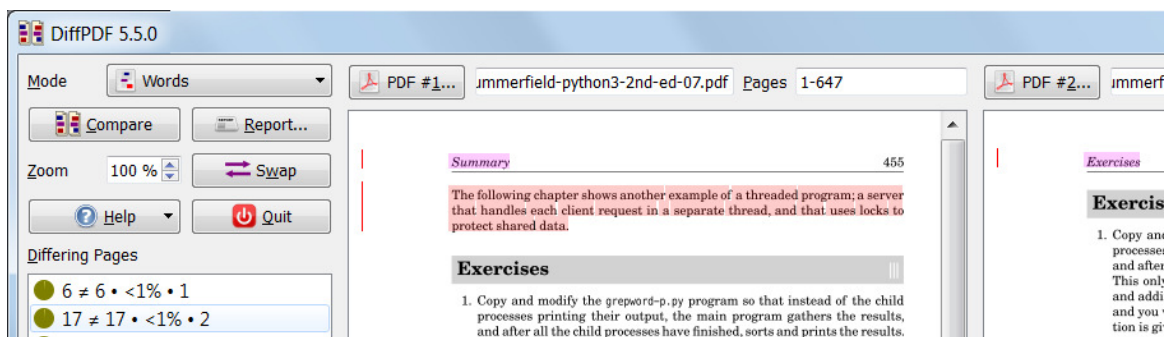 DiffPDF 5.5.0
Mode Words
Compare Report...
Zoom 100 % Swap
Help Quit
Differing Pages
6 ≠ 6 • <1% • 1
17 ≠ 17 • <1% • 2
PDF #1... ummerfield-python3-2nd-ed-07.pdf Pages 1-647
Summary 455
The following chapter shows another example of a threaded program; a server
that handles each client request in a separate thread, and that uses locks to
protect shared data.
Exercises
1. Copy and modify the grepword-p.py program so that instead of the child
processes printing their output, the main program gathers the results,
and after all the child processes have finished, sorts and prints the results.
PDF #2... ummerf
Exercises
Exercis
1. Copy and
processes
and after
This only
and addi
and you
tion is gi